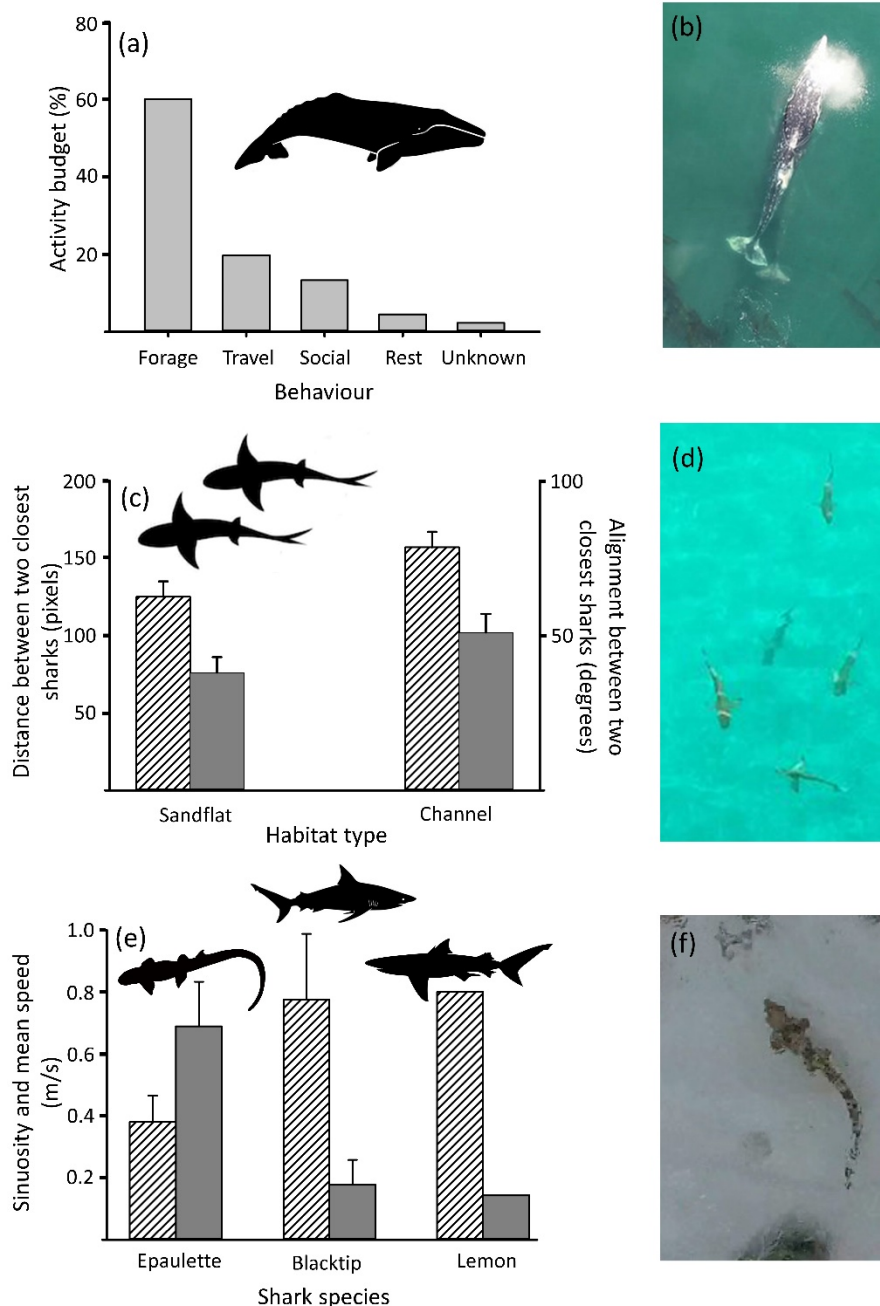 (a)
Activity budget (%)
80
60
40
20
Forage Travel Social Rest Unknown
Behaviour
(b)
(c)
Distance between two closest
sharks (pixels)
200
150
100
50
100
50
Alignment between two
closest sharks (degrees)
Sandflat Channel
Habitat type
(d)
(e)
Sinuosity and mean speed
(m/s)
1.0
0.8
0.6
0.4
0.2
Epaulette Blacktip Lemon
Shark species
(f)